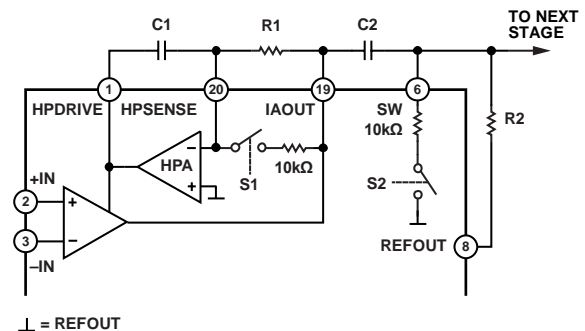 TO NEXT
STAGE
C1
R1
C2
1
20
19
6
HPDRIVE
HPSENSE
IAOUT
SW
10kΩ
R2
HPA
–
+
S1
10kΩ
S2
+IN
2
+
3
–
–IN
REFOUT
8
= REFOUT